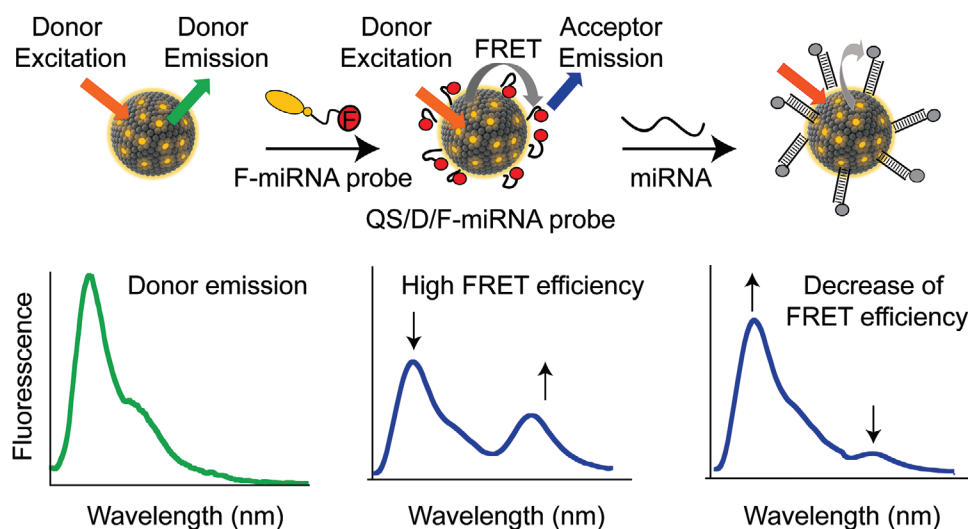 Donor
Excitation
Donor
Emission
F
F-miRNA probe
Donor
Excitation
FRET
Acceptor
Emission
QS/D/F-miRNA probe
miRNA
Donor emission
Fluorescence
Wavelength (nm)
High FRET efficiency
Wavelength (nm)
Decrease of
FRET efficiency
Wavelength (nm)